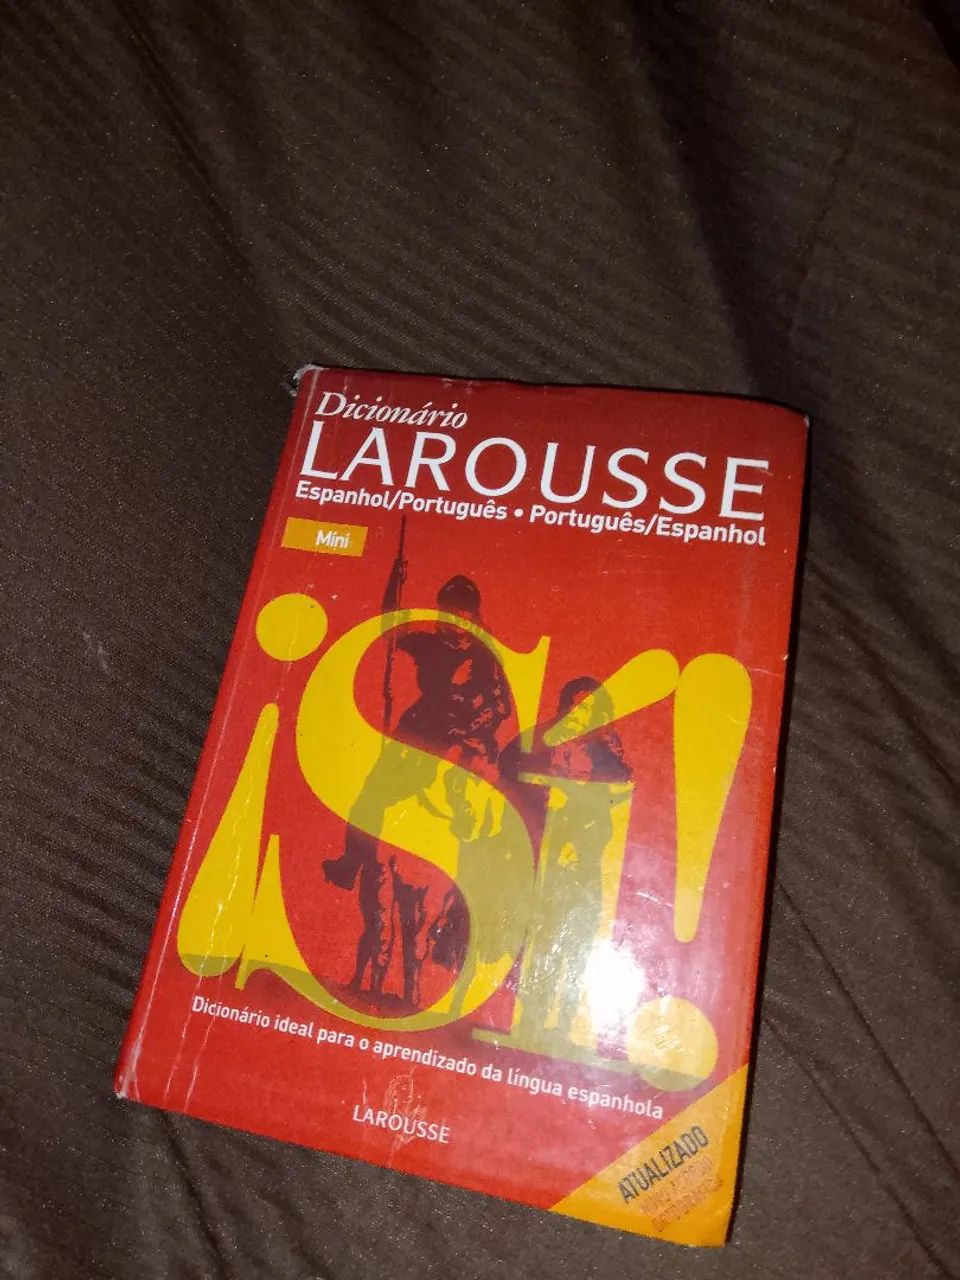 Dicionário
LAROUSSE
Espanhol/Português • Português/Espanhol
Míni
¡Sí!
Dicionário ideal para o aprendizado da língua espanhola
LAROUSSE
ATUALIZADO